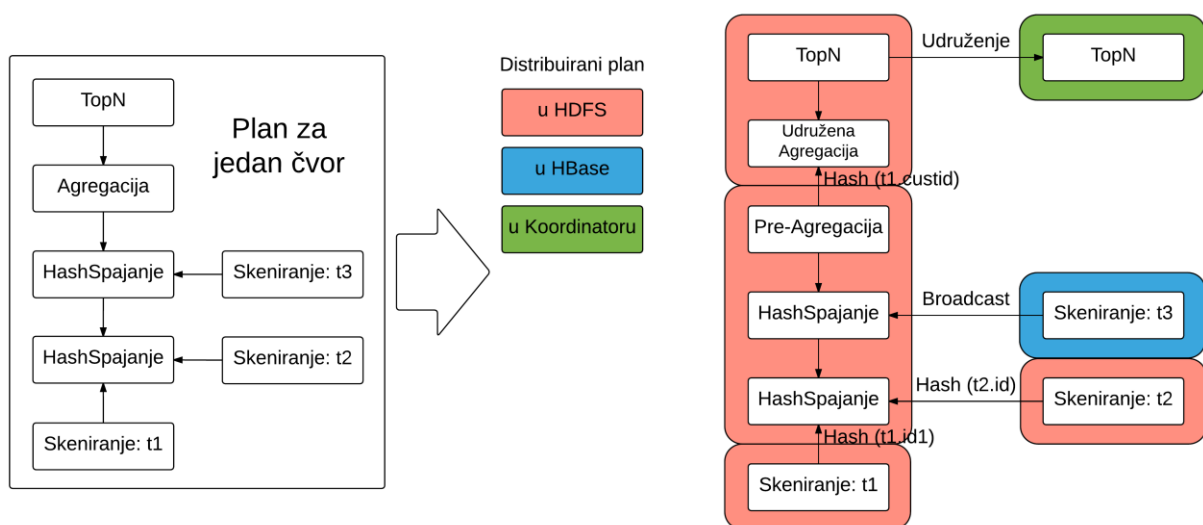 TopN
Agregacija
HashSpajanje
Skeniranje: t3
HashSpajanje
Skeniranje: t2
Skeniranje: t1
Plan za
jedan čvor
Distribuirani plan
u HDFS
u HBase
u Koordinatoru
TopN
Udruženje
TopN
Udružena
Agregacija
Hash (t1.custid)
Pre-Agregacija
HashSpajanje
Broadcast
Skeniranje: t3
HashSpajanje
Hash (t2.id)
Skeniranje: t2
Hash (t1.id1)
Skeniranje: t1